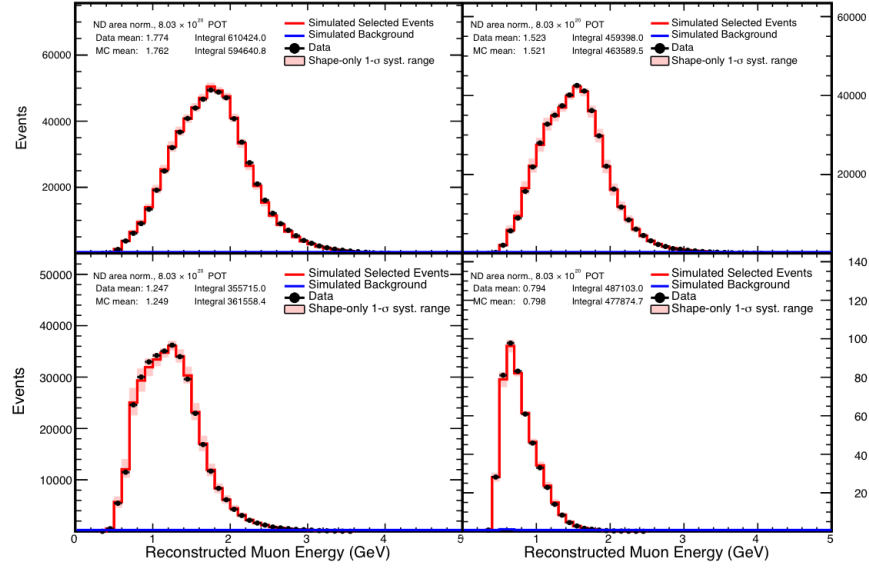 ND area norm., 8.03 × 10²⁰ POT
Data mean: 1.774 Integral 610424.0
MC mean: 1.762 Integral 594640.8
Simulated Selected Events
Simulated Background
Data
Shape-only 1-σ syst. range
Events
60000
40000
20000
ND area norm., 8.03 × 10²⁰ POT
Data mean: 1.523 Integral 459398.0
MC mean: 1.521 Integral 463589.5
Simulated Selected Events
Simulated Background
Data
Shape-only 1-σ syst. range
60000
40000
20000
ND area norm., 8.03 × 10²⁰ POT
Data mean: 1.247 Integral 355715.0
MC mean: 1.249 Integral 361558.4
Simulated Selected Events
Simulated Background
Data
Shape-only 1-σ syst. range
Events
50000
40000
30000
20000
10000
0 1 2 3 4 5
Reconstructed Muon Energy (GeV)
ND area norm., 8.03 × 10²⁰ POT
Data mean: 0.794 Integral 487103.0
MC mean: 0.798 Integral 477874.7
Simulated Selected Events
Simulated Background
Data
Shape-only 1-σ syst. range
140
120
100
80
60
40
20
1 2 3 4 5
Reconstructed Muon Energy (GeV)